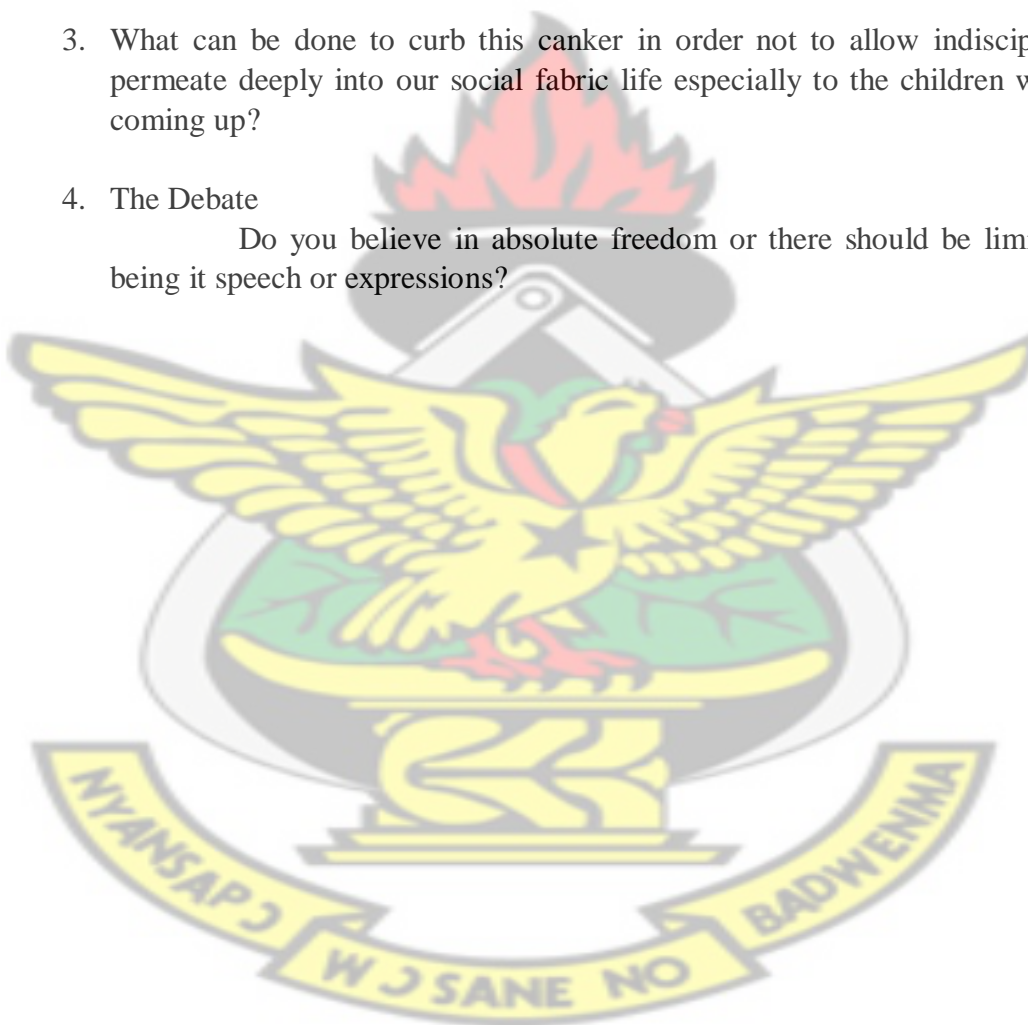 3. What can be done to curb this canker in order not to allow indiscip
permeate deeply into our social fabric life especially to the children w
coming up?
4. The Debate
Do you believe in absolute freedom or there should be limi
being it speech or expressions?
NYANSAPƆ
WƆSANE NO
BADWENMA